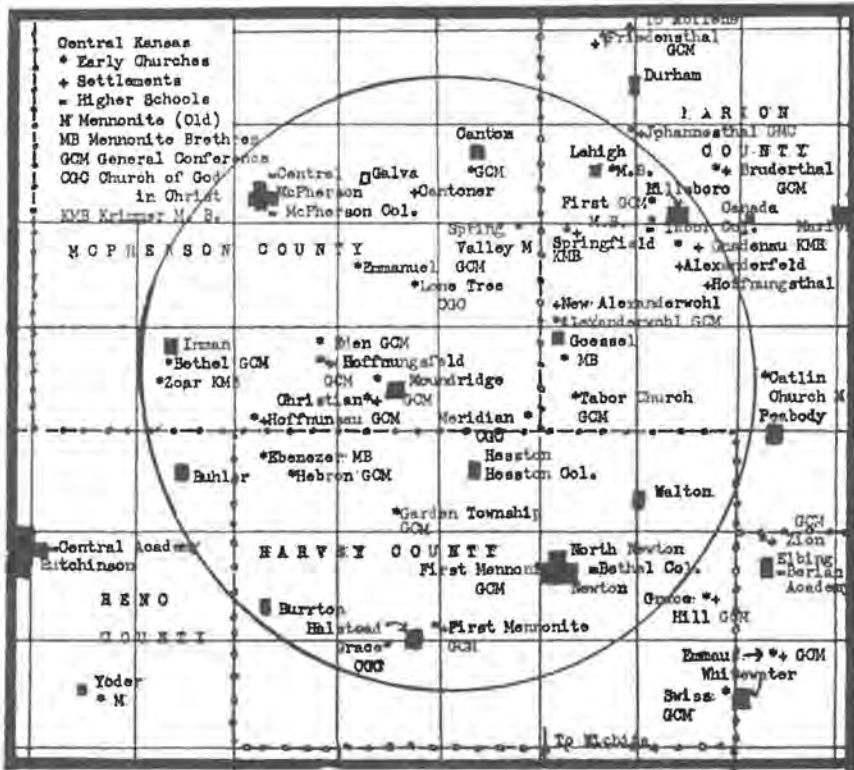 Central Kansas
* Early Churches
+ Settlements
= Higher Schools
M Mennonite (Old)
MB Mennonite Brethren
GCM General Conference
CGC Church of God
in Christ
KMB Krimmer M. B.
To
Friedensthal
GCM
Durham
MARION
COUNTY
*+Johannesthal GMC
Canton
*GCM
Lehigh
*M.B.
*+ Bruderthal
GCM
Hillsboro
First GCM*
Canada
=Central
McPherson
= McPherson Col.
Galva
+Cantoner
M.B.
= Tabor Col.
Marion
Spring
Valley M
Springfield
KMB
* + Gnadenau KMB
MCPHERSON COUNTY
*Emmanuel GCM
*Lone Tree
CGC
+Alexanderfeld
+Hoffnungsthal
+New Alexanderwohl
*Alexanderwohl GCM
Goessel
* MB
Inman
*Bethel GCM
*Zoar KMB
* Eden GCM
*+ Hoffnungsfeld
GCM
Moundridge
Christian*+
GCM
*+Hoffnungau GCM
Meridian *
CGC
*Tabor Church
GCM
*Catlin
Church M
Peabody
*Ebenezer MB
*Hebron GCM
Buhler
Hesston
Hesston Col.
Walton
*Garden Township
GCM
GCM
*+ Zion
Elbing
=Berlan
Academy
=Central Academy
Hutchinson
HARVEY COUNTY
First Mennonite
GCM
North Newton
=Bethel Col.
Newton
RENO
COUNTY
Burrton
Halstead
Grace*
CGC
*+First Mennonite
GCM
Grace *+
Hill GCM
Emmaus → *+ GCM
Whitewater
Swiss *
GCM
Yoder
* M
To Wichita